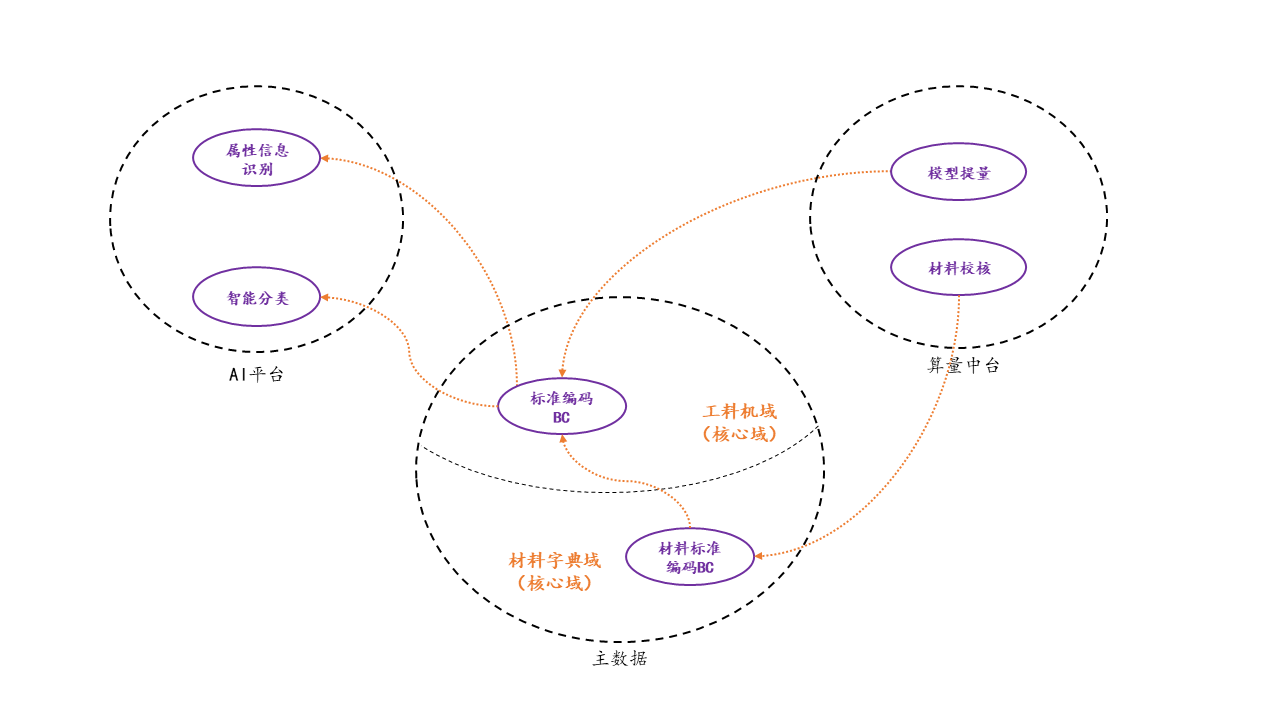 属性信息
识别
智能分类
AI平台
模型提量
材料校核
算量中台
标准编码
BC
工料机域
(核心域)
材料字典域
(核心域)
材料标准
编码BC
主数据